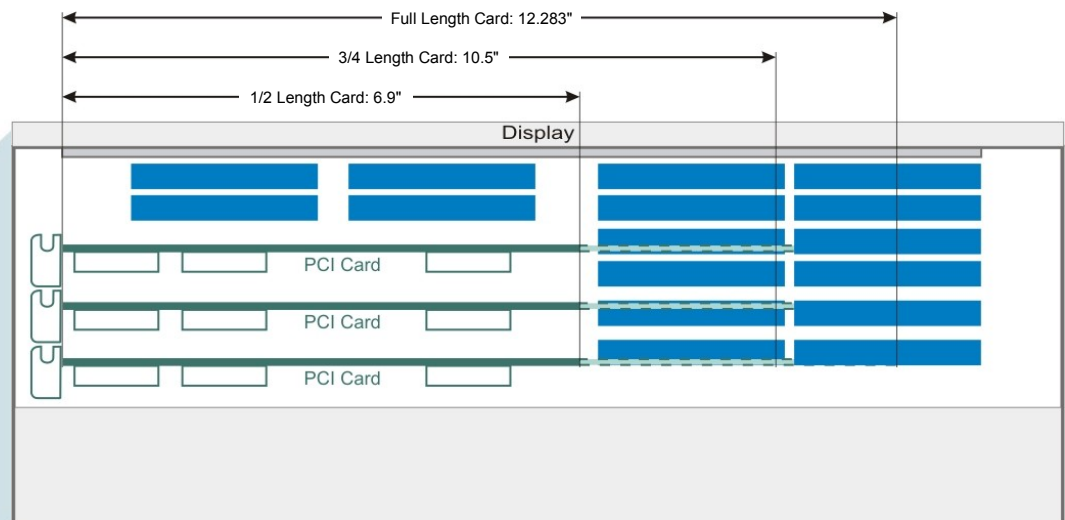 Full Length Card: 12.283"
3/4 Length Card: 10.5"
1/2 Length Card: 6.9"
Display
PCI Card
PCI Card
PCI Card